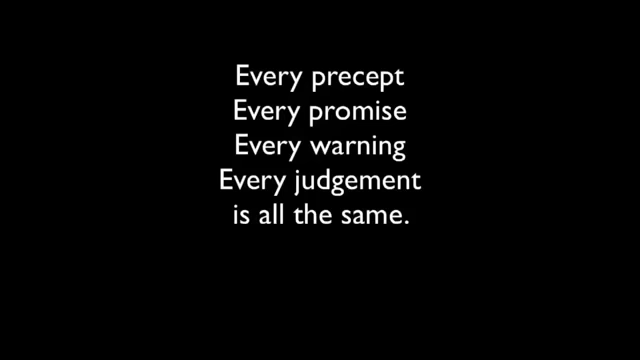 Every precept
Every promise
Every warning
Every judgement
is all the same.